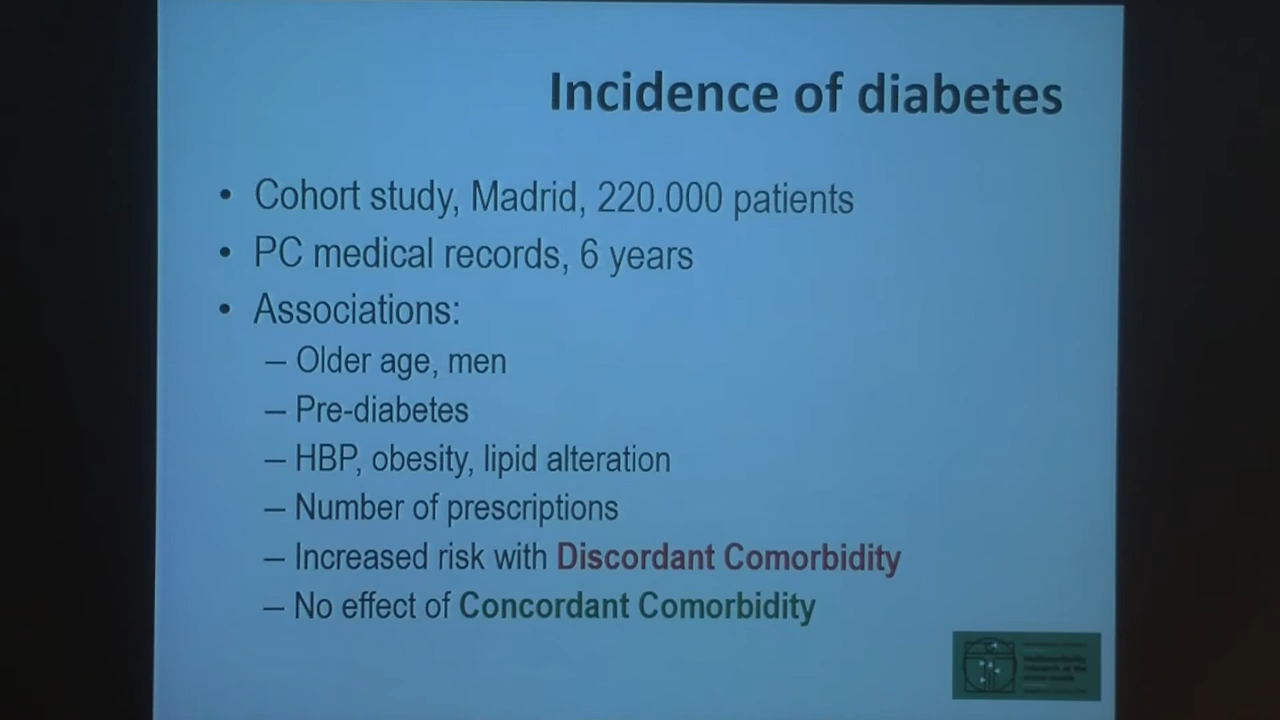 Incidence of diabetes
• Cohort study, Madrid, 220.000 patients
• PC medical records, 6 years
• Associations:
– Older age, men
– Pre-diabetes
– HBP, obesity, lipid alteration
– Number of prescriptions
– Increased risk with Discordant Comorbidity
– No effect of Concordant Comorbidity